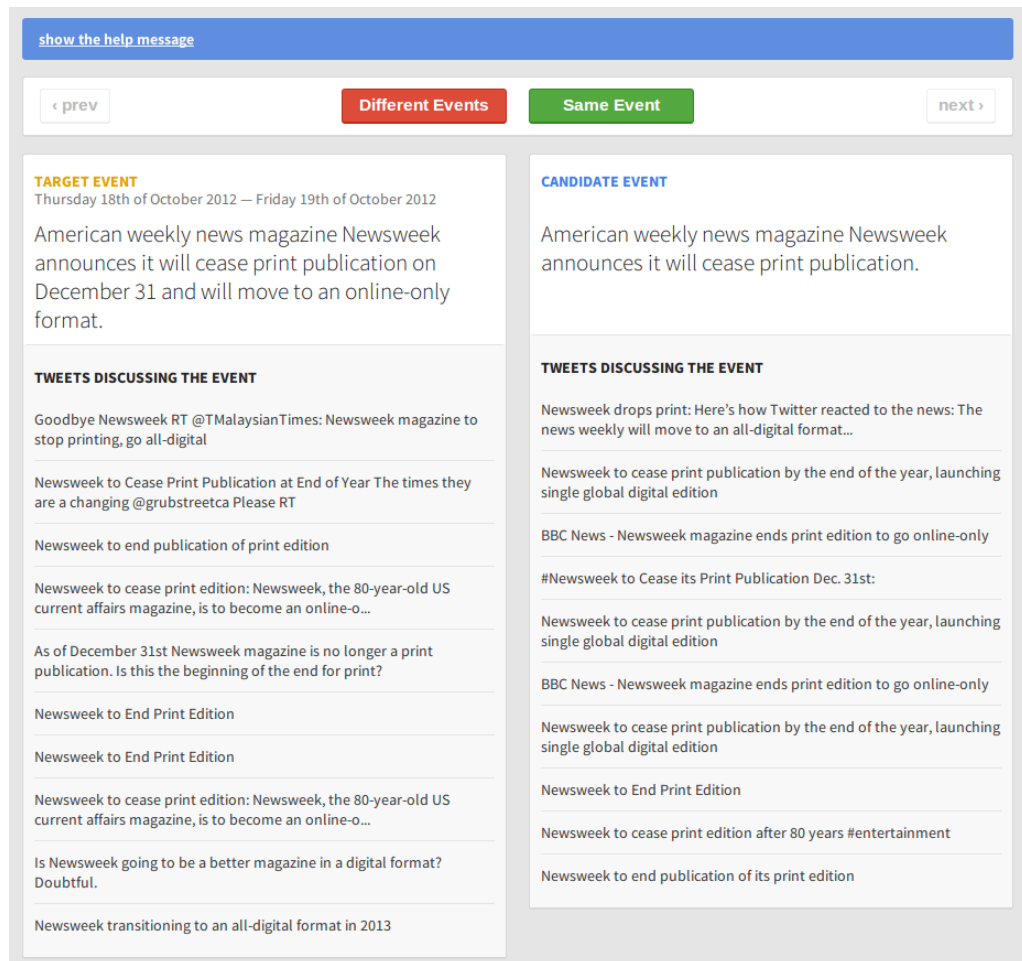 show the help message
‹ prev
Different Events
Same Event
next ›
TARGET EVENT
Thursday 18th of October 2012 — Friday 19th of October 2012
American weekly news magazine Newsweek
announces it will cease print publication on
December 31 and will move to an online-only
format.
TWEETS DISCUSSING THE EVENT
Goodbye Newsweek RT @TMalaysianTimes: Newsweek magazine to
stop printing, go all-digital
Newsweek to Cease Print Publication at End of Year The times they
are a changing @grubstreetca Please RT
Newsweek to end publication of print edition
Newsweek to cease print edition: Newsweek, the 80-year-old US
current affairs magazine, is to become an online-o...
As of December 31st Newsweek magazine is no longer a print
publication. Is this the beginning of the end for print?
Newsweek to End Print Edition
Newsweek to End Print Edition
Newsweek to cease print edition: Newsweek, the 80-year-old US
current affairs magazine, is to become an online-o...
Is Newsweek going to be a better magazine in a digital format?
Doubtful.
Newsweek transitioning to an all-digital format in 2013
CANDIDATE EVENT
American weekly news magazine Newsweek
announces it will cease print publication.
TWEETS DISCUSSING THE EVENT
Newsweek drops print: Here’s how Twitter reacted to the news: The
news weekly will move to an all-digital format...
Newsweek to cease print publication by the end of the year, launching
single global digital edition
BBC News - Newsweek magazine ends print edition to go online-only
#Newsweek to Cease its Print Publication Dec. 31st:
Newsweek to cease print publication by the end of the year, launching
single global digital edition
BBC News - Newsweek magazine ends print edition to go online-only
Newsweek to cease print publication by the end of the year, launching
single global digital edition
Newsweek to End Print Edition
Newsweek to cease print edition after 80 years #entertainment
Newsweek to end publication of its print edition